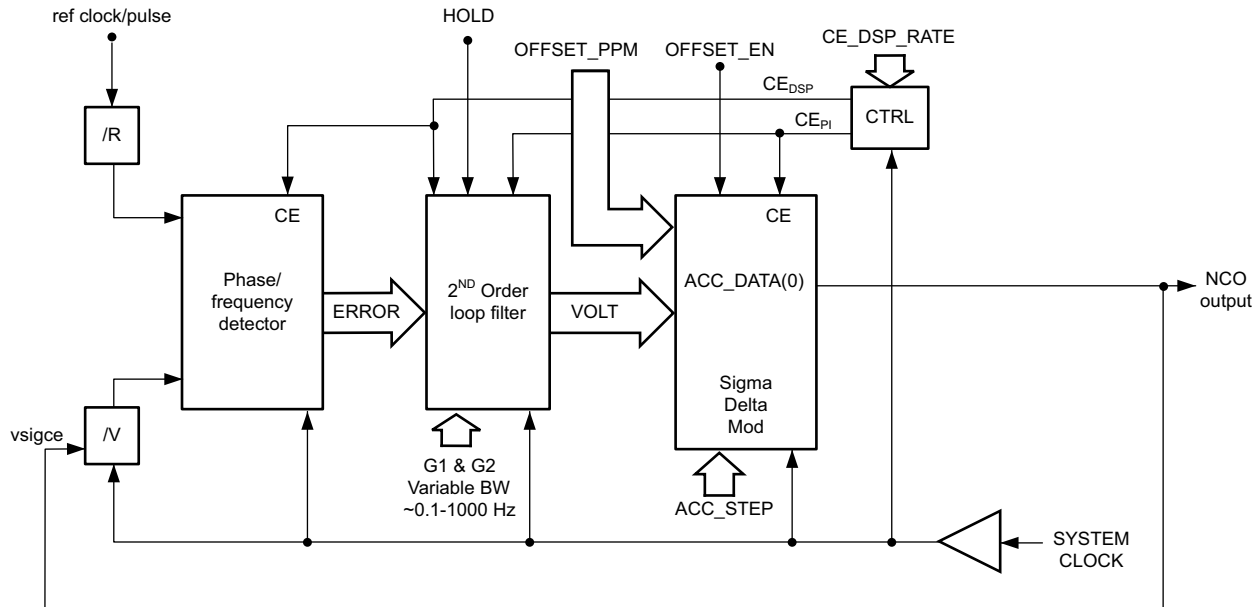 ref clock/pulse
HOLD
OFFSET_PPM
OFFSET_EN
CE_DSP_RATE
CEDSP
CEPI
CTRL
/R
CE
Phase/
frequency
detector
ERROR
2ND Order
loop filter
VOLT
CE
ACC_DATA(0)
Sigma
Delta
Mod
NCO
output
vsigce
/V
G1 & G2
Variable BW
~0.1-1000 Hz
ACC_STEP
SYSTEM
CLOCK